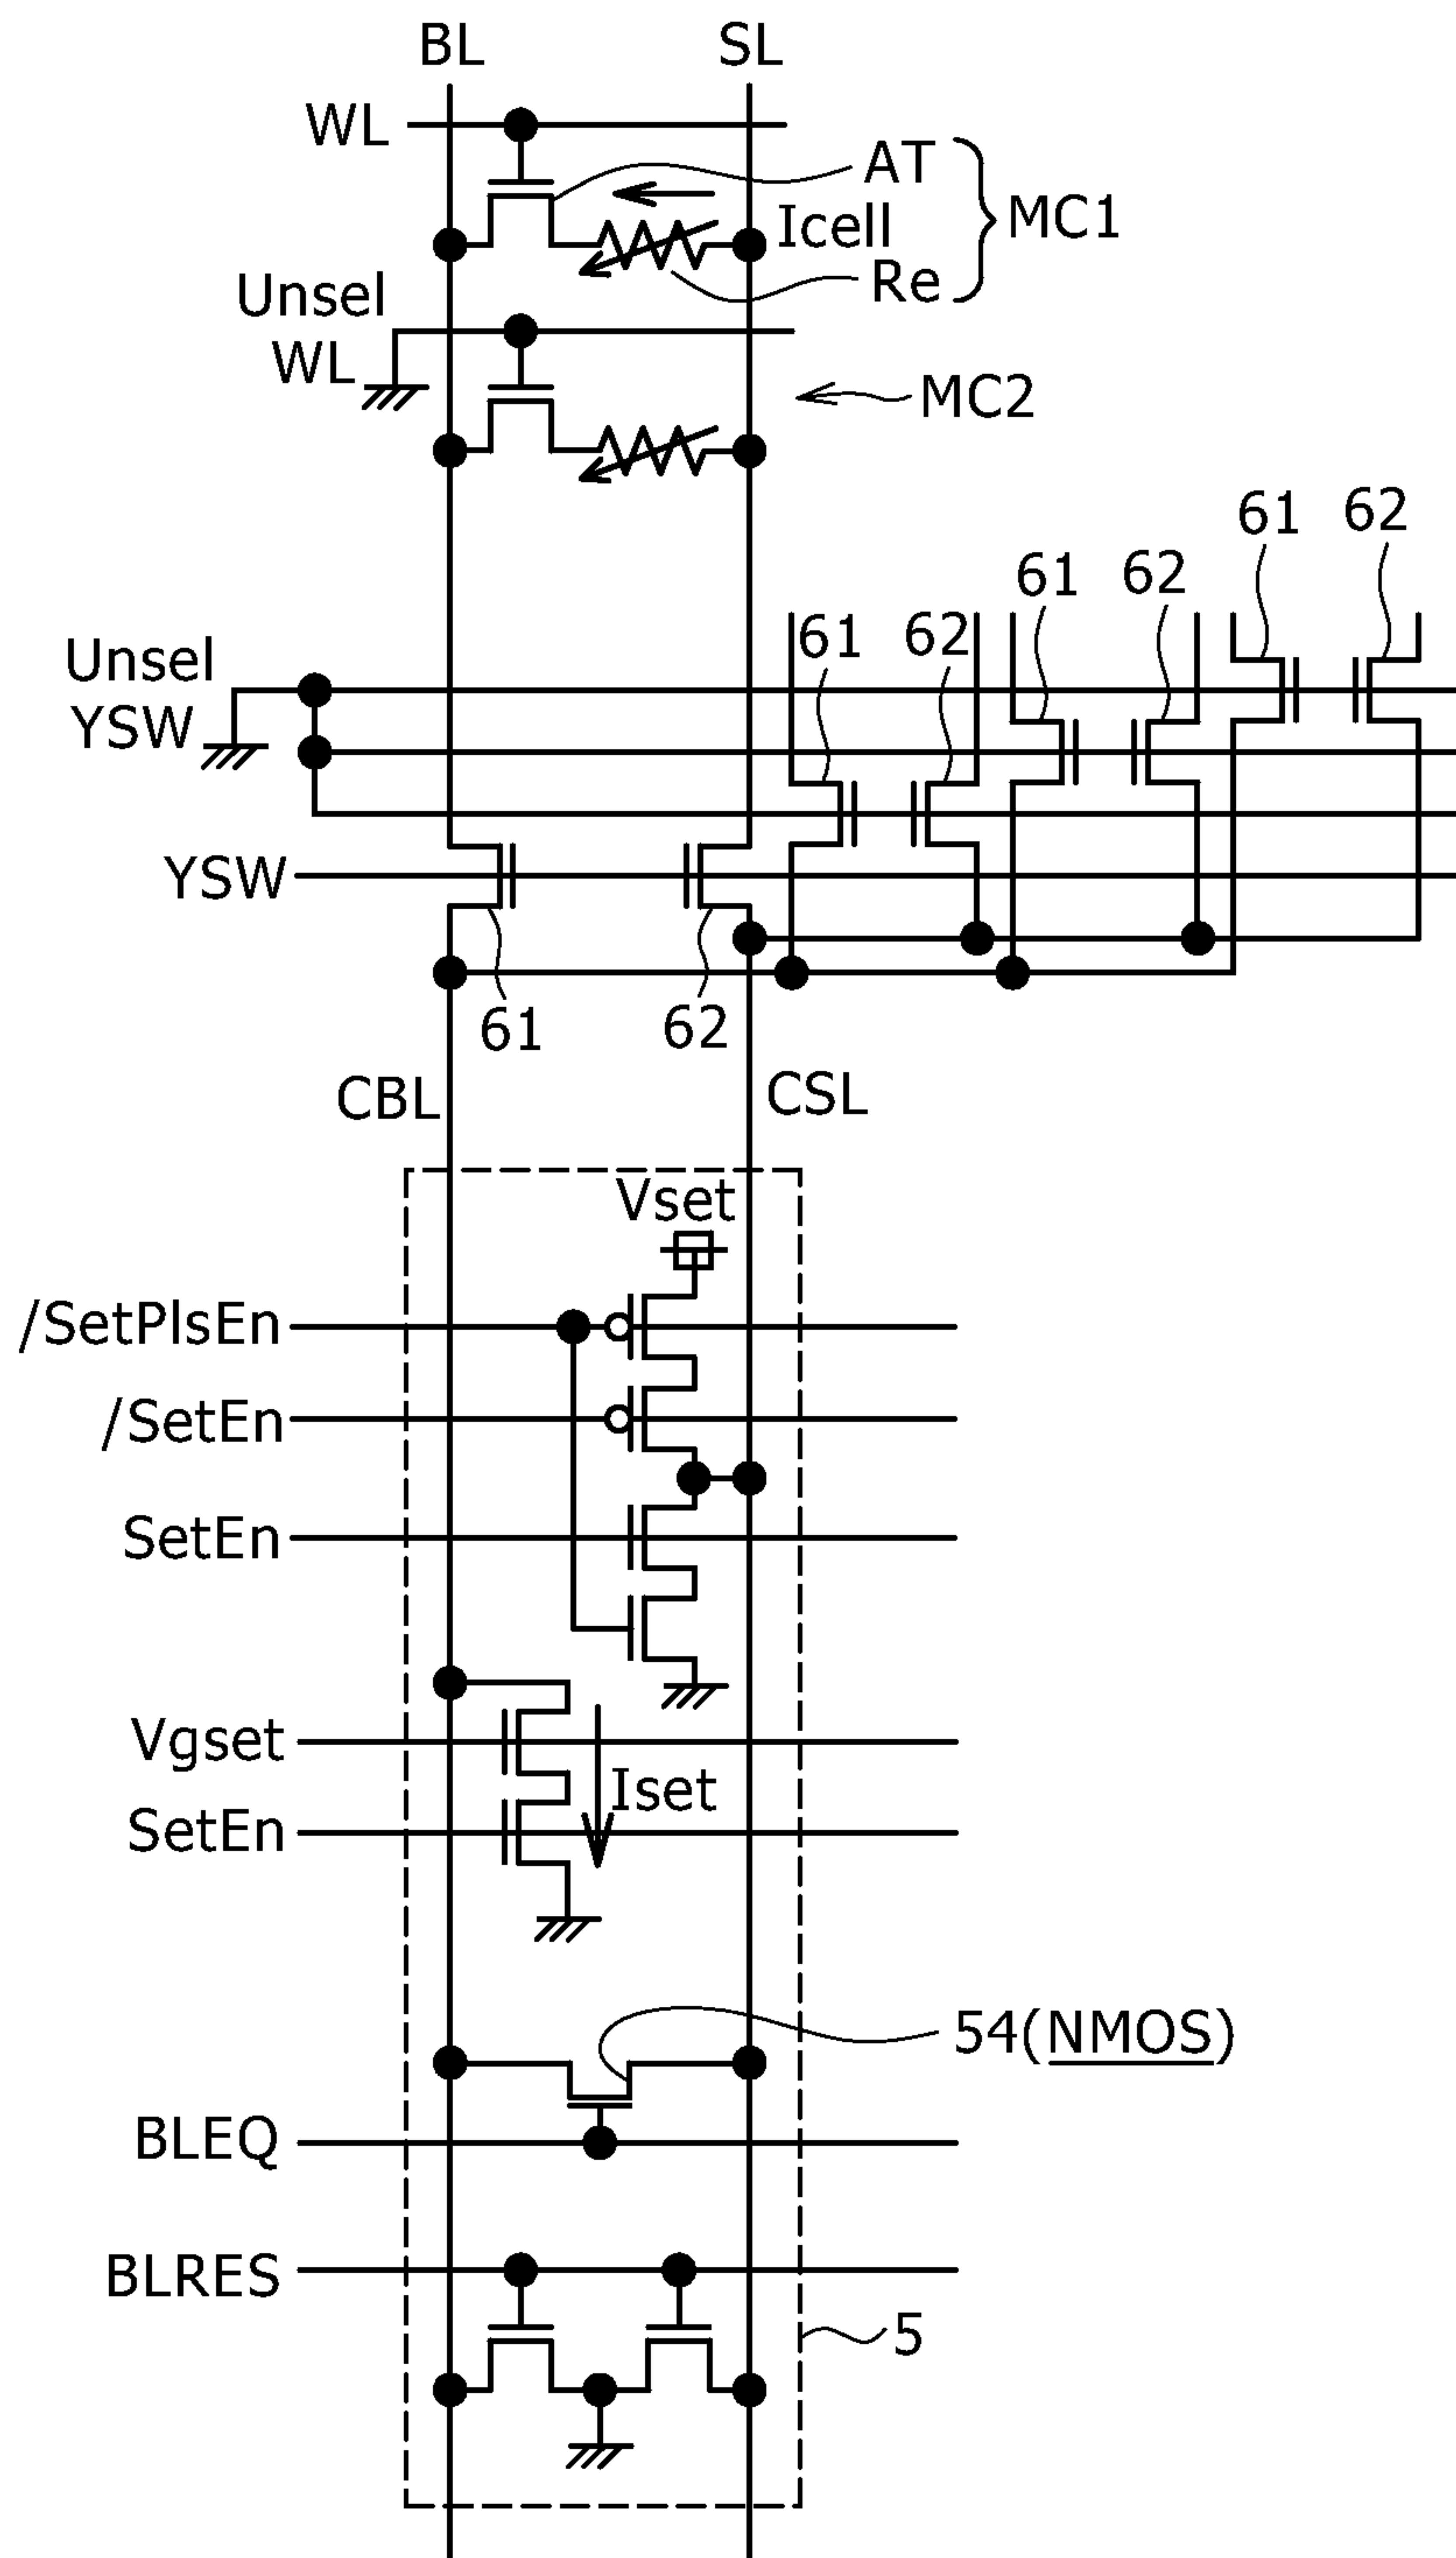 BL
SL
WL
AT
MC1
Icell
Re
Unsel
WL
MC2
61
62
61
62
61
62
Unsel
YSW
YSW
61
62
CBL
CSL
Vset
/SetPlsEn
/SetEn
SetEn
Vgset
Iset
SetEn
54(NMOS)
BLEQ
BLRES
5